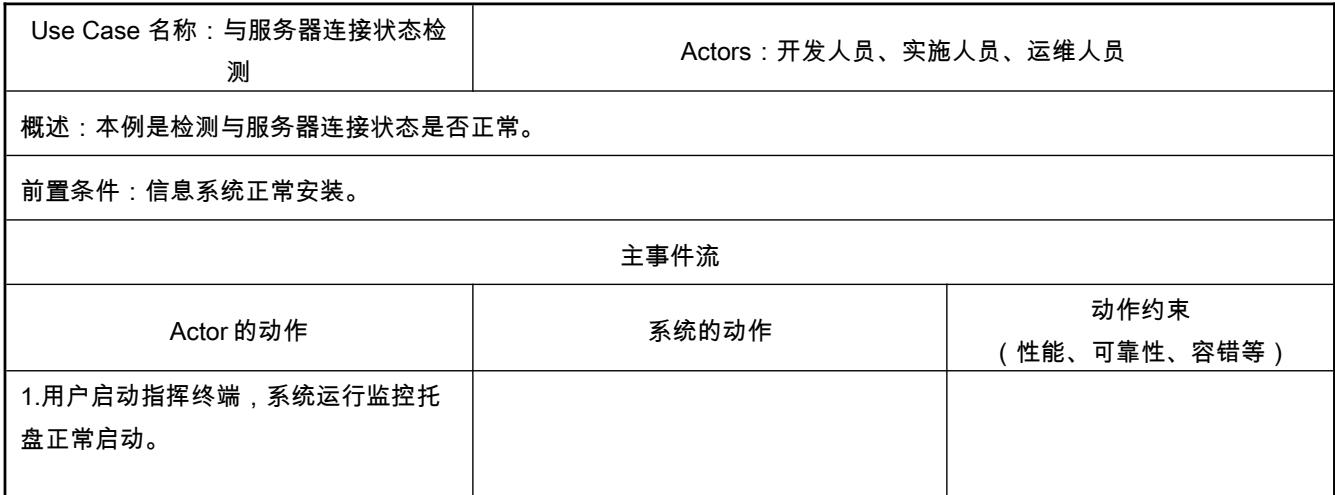 Use Case 名称：与服务器连接状态检
测
Actors：开发人员、实施人员、运维人员
概述：本例是检测与服务器连接状态是否正常。
前置条件：信息系统正常安装。
主事件流
Actor 的动作
系统的动作
动作约束
（性能、可靠性、容错等）
1.用户启动指挥终端，系统运行监控托
盘正常启动。